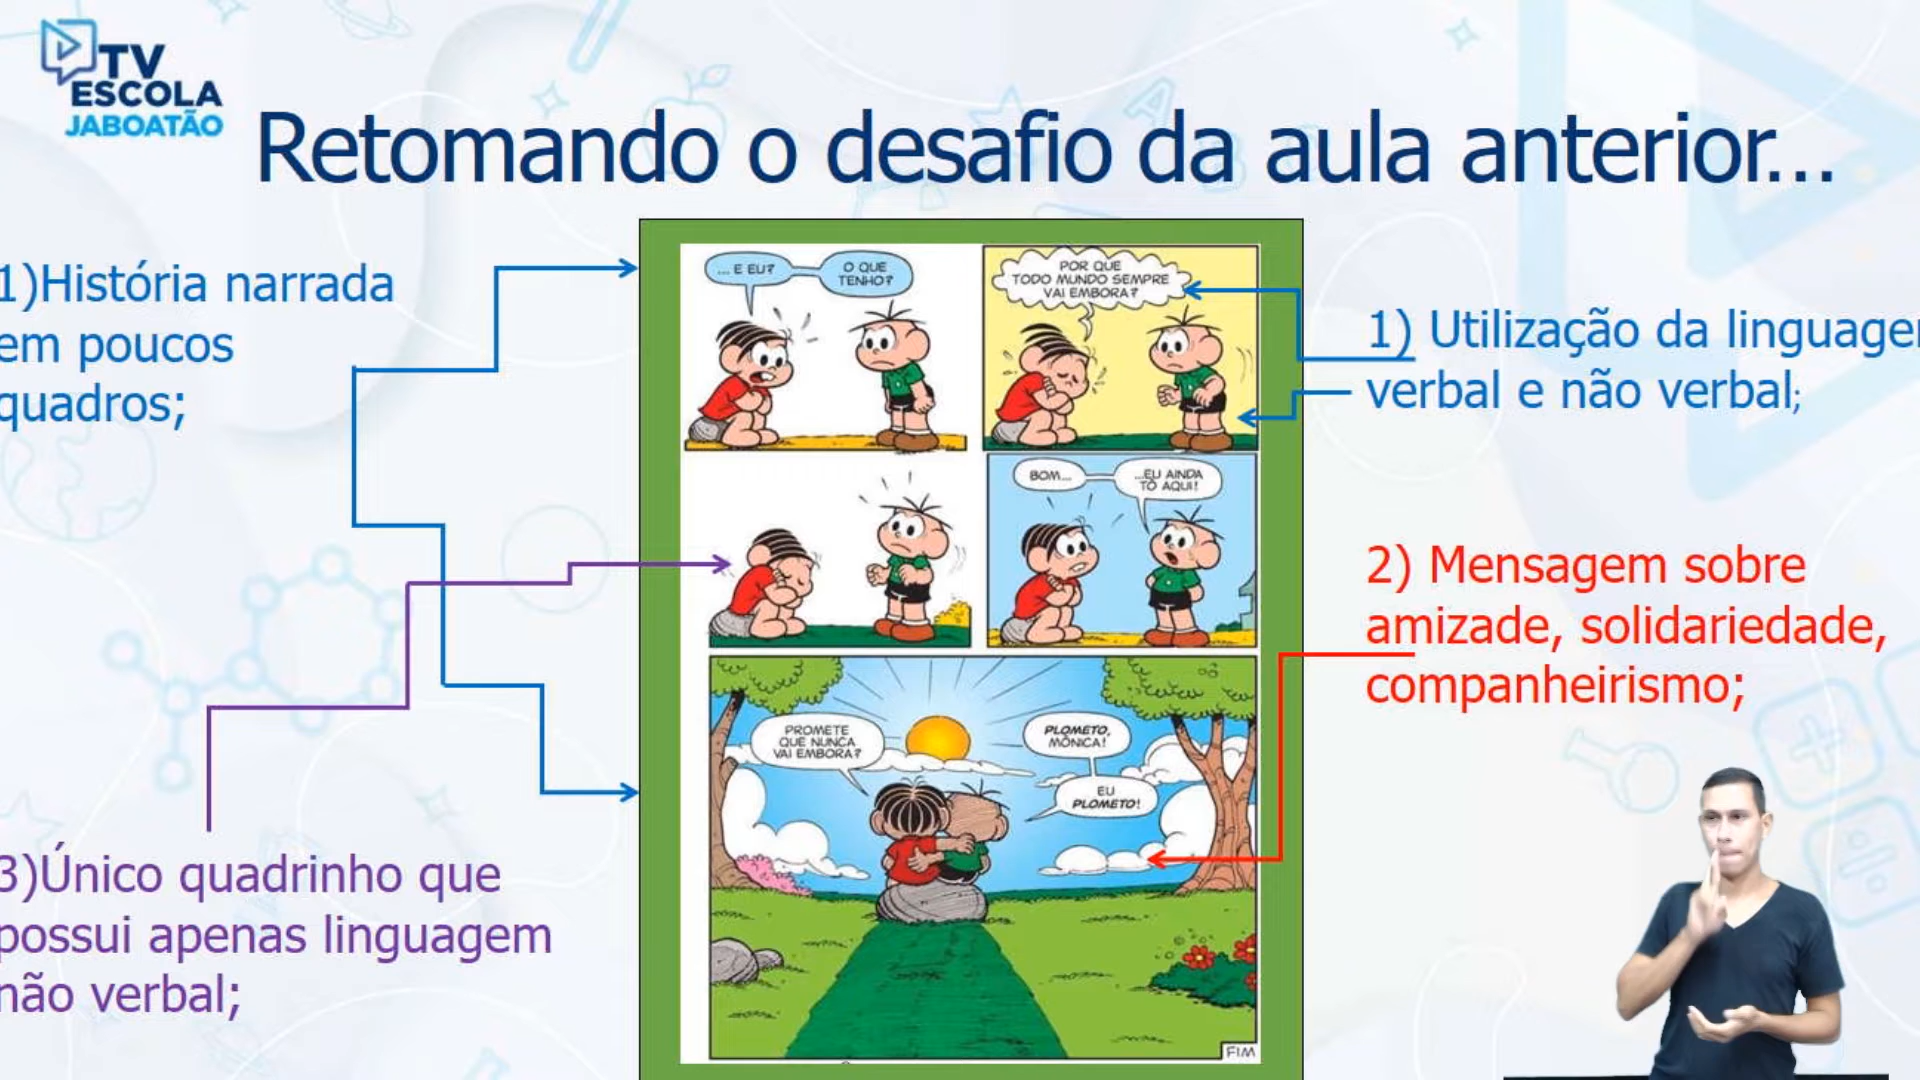 TV
ESCOLA
JABOATÃO
Retomando o desafio da aula anterior...
1)História narrada
em poucos
quadros;
3)Único quadrinho que
possui apenas linguagem
não verbal;
... E EU?
O QUE
TENHO?
POR QUE
TODO MUNDO SEMPRE
VAI EMBORA?
BOM...
...EU AINDA
TÔ AQUI!
PROMETE
QUE NUNCA
VAI EMBORA?
PLOMETO,
MÔNICA!
EU
PLOMETO!
FIM
1) Utilização da linguage
verbal e não verbal;
2) Mensagem sobre
amizade, solidariedade,
companheirismo;